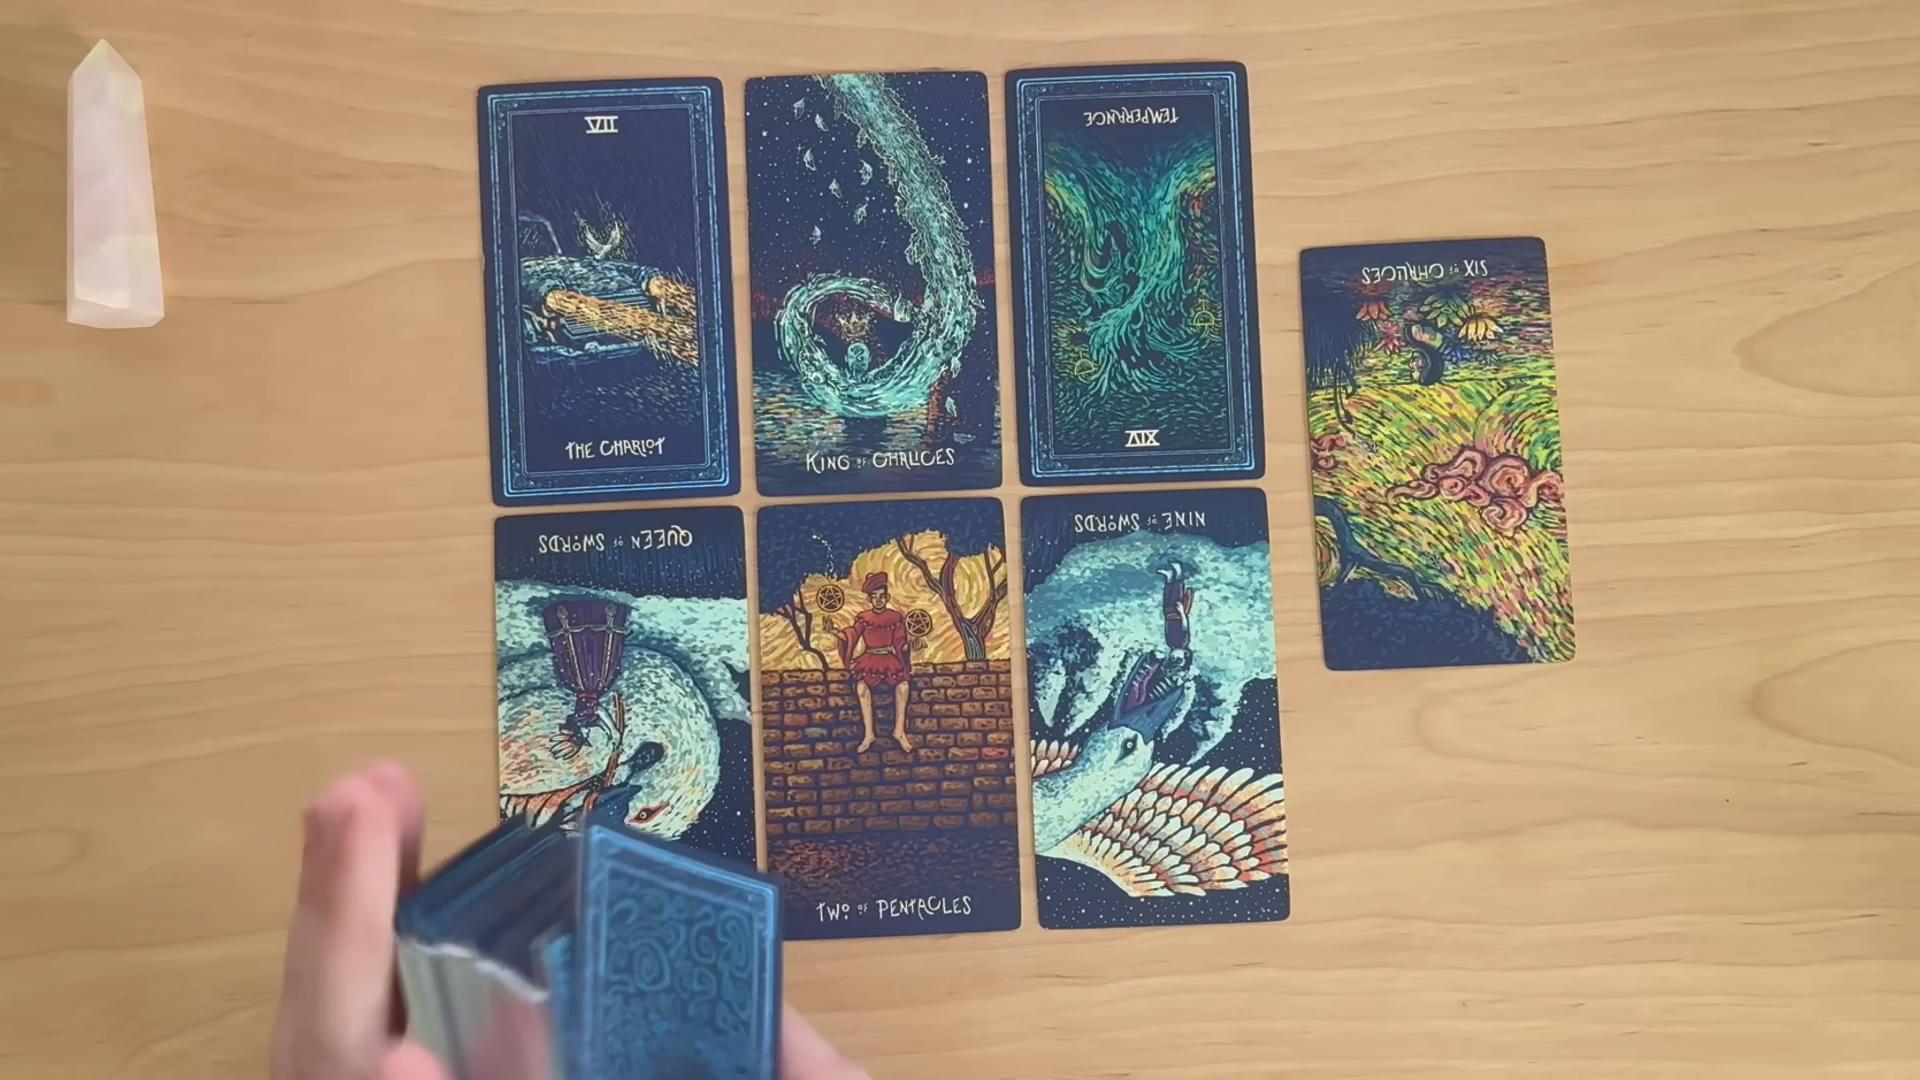 VII
THE CHARIOT
KING OF CHALICES
TEMPERANCE
XIV
SIX OF CHALICES
QUEEN OF SWORDS
TWO OF PENTACLES
NINE OF SWORDS